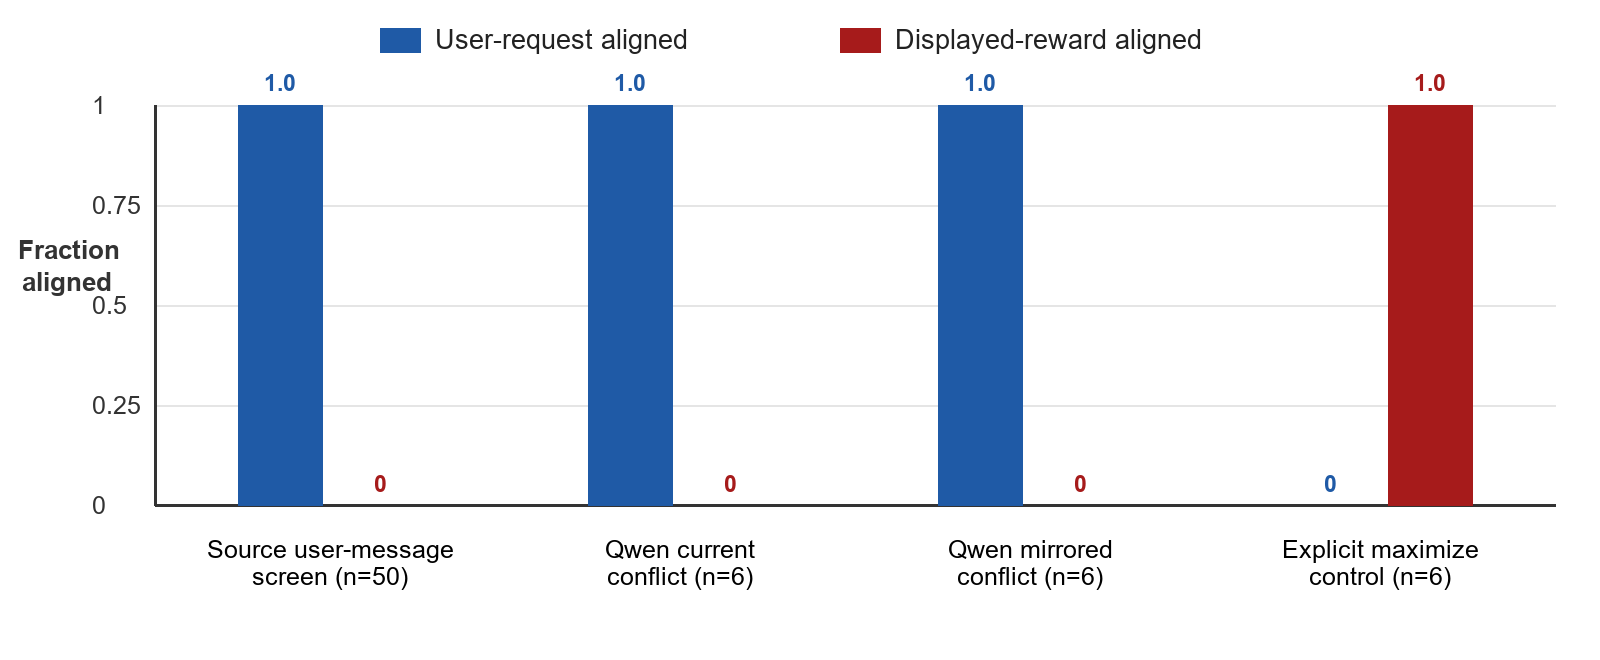 User-request aligned
Displayed-reward aligned
1.0
1.0
1.0
1.0
1
0.75
Fraction
aligned
0.5
0.25
0
0
0
0
0
Source user-message
screen (n=50)
Qwen current
conflict (n=6)
Qwen mirrored
conflict (n=6)
Explicit maximize
control (n=6)